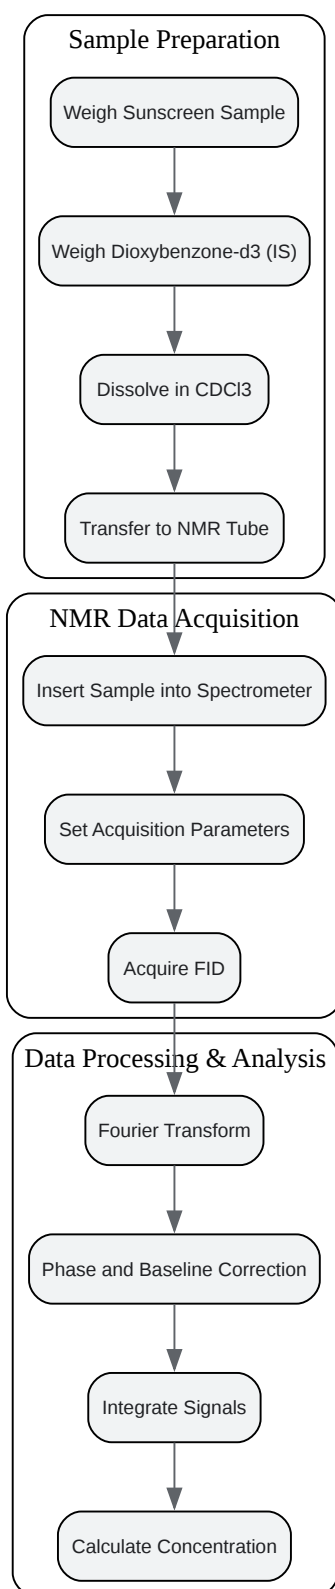 Sample Preparation
Weigh Sunscreen Sample
Weigh Dioxybenzone-d3 (IS)
Dissolve in CDCl3
Transfer to NMR Tube
NMR Data Acquisition
Insert Sample into Spectrometer
Set Acquisition Parameters
Acquire FID
Data Processing & Analysis
Fourier Transform
Phase and Baseline Correction
Integrate Signals
Calculate Concentration